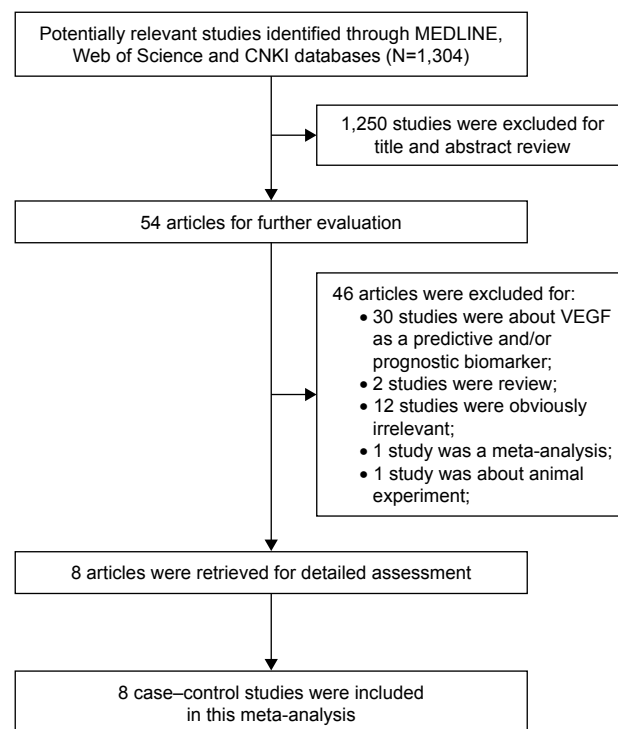 Potentially relevant studies identified through MEDLINE,
Web of Science and CNKI databases (N=1,304)
1,250 studies were excluded for
title and abstract review
54 articles for further evaluation
46 articles were excluded for:
• 30 studies were about VEGF
as a predictive and/or
prognostic biomarker;
• 2 studies were review;
• 12 studies were obviously
irrelevant;
• 1 study was a meta-analysis;
• 1 study was about animal
experiment;
8 articles were retrieved for detailed assessment
8 case–control studies were included
in this meta-analysis